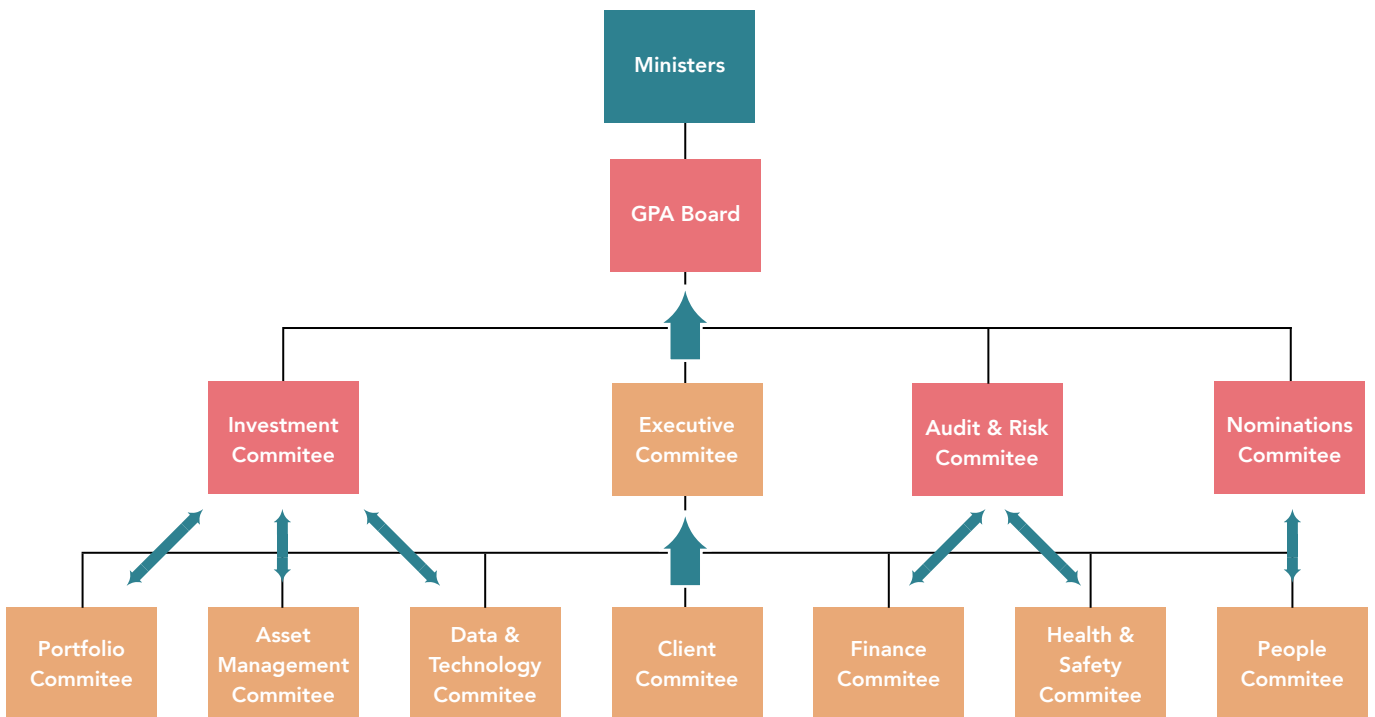 Ministers
GPA Board
Investment
Commitee
Executive
Commitee
Audit & Risk
Commitee
Nominations
Commitee
Portfolio
Commitee
Asset
Management
Commitee
Data &
Technology
Commitee
Client
Commitee
Finance
Commitee
Health &
Safety
Commitee
People
Commitee